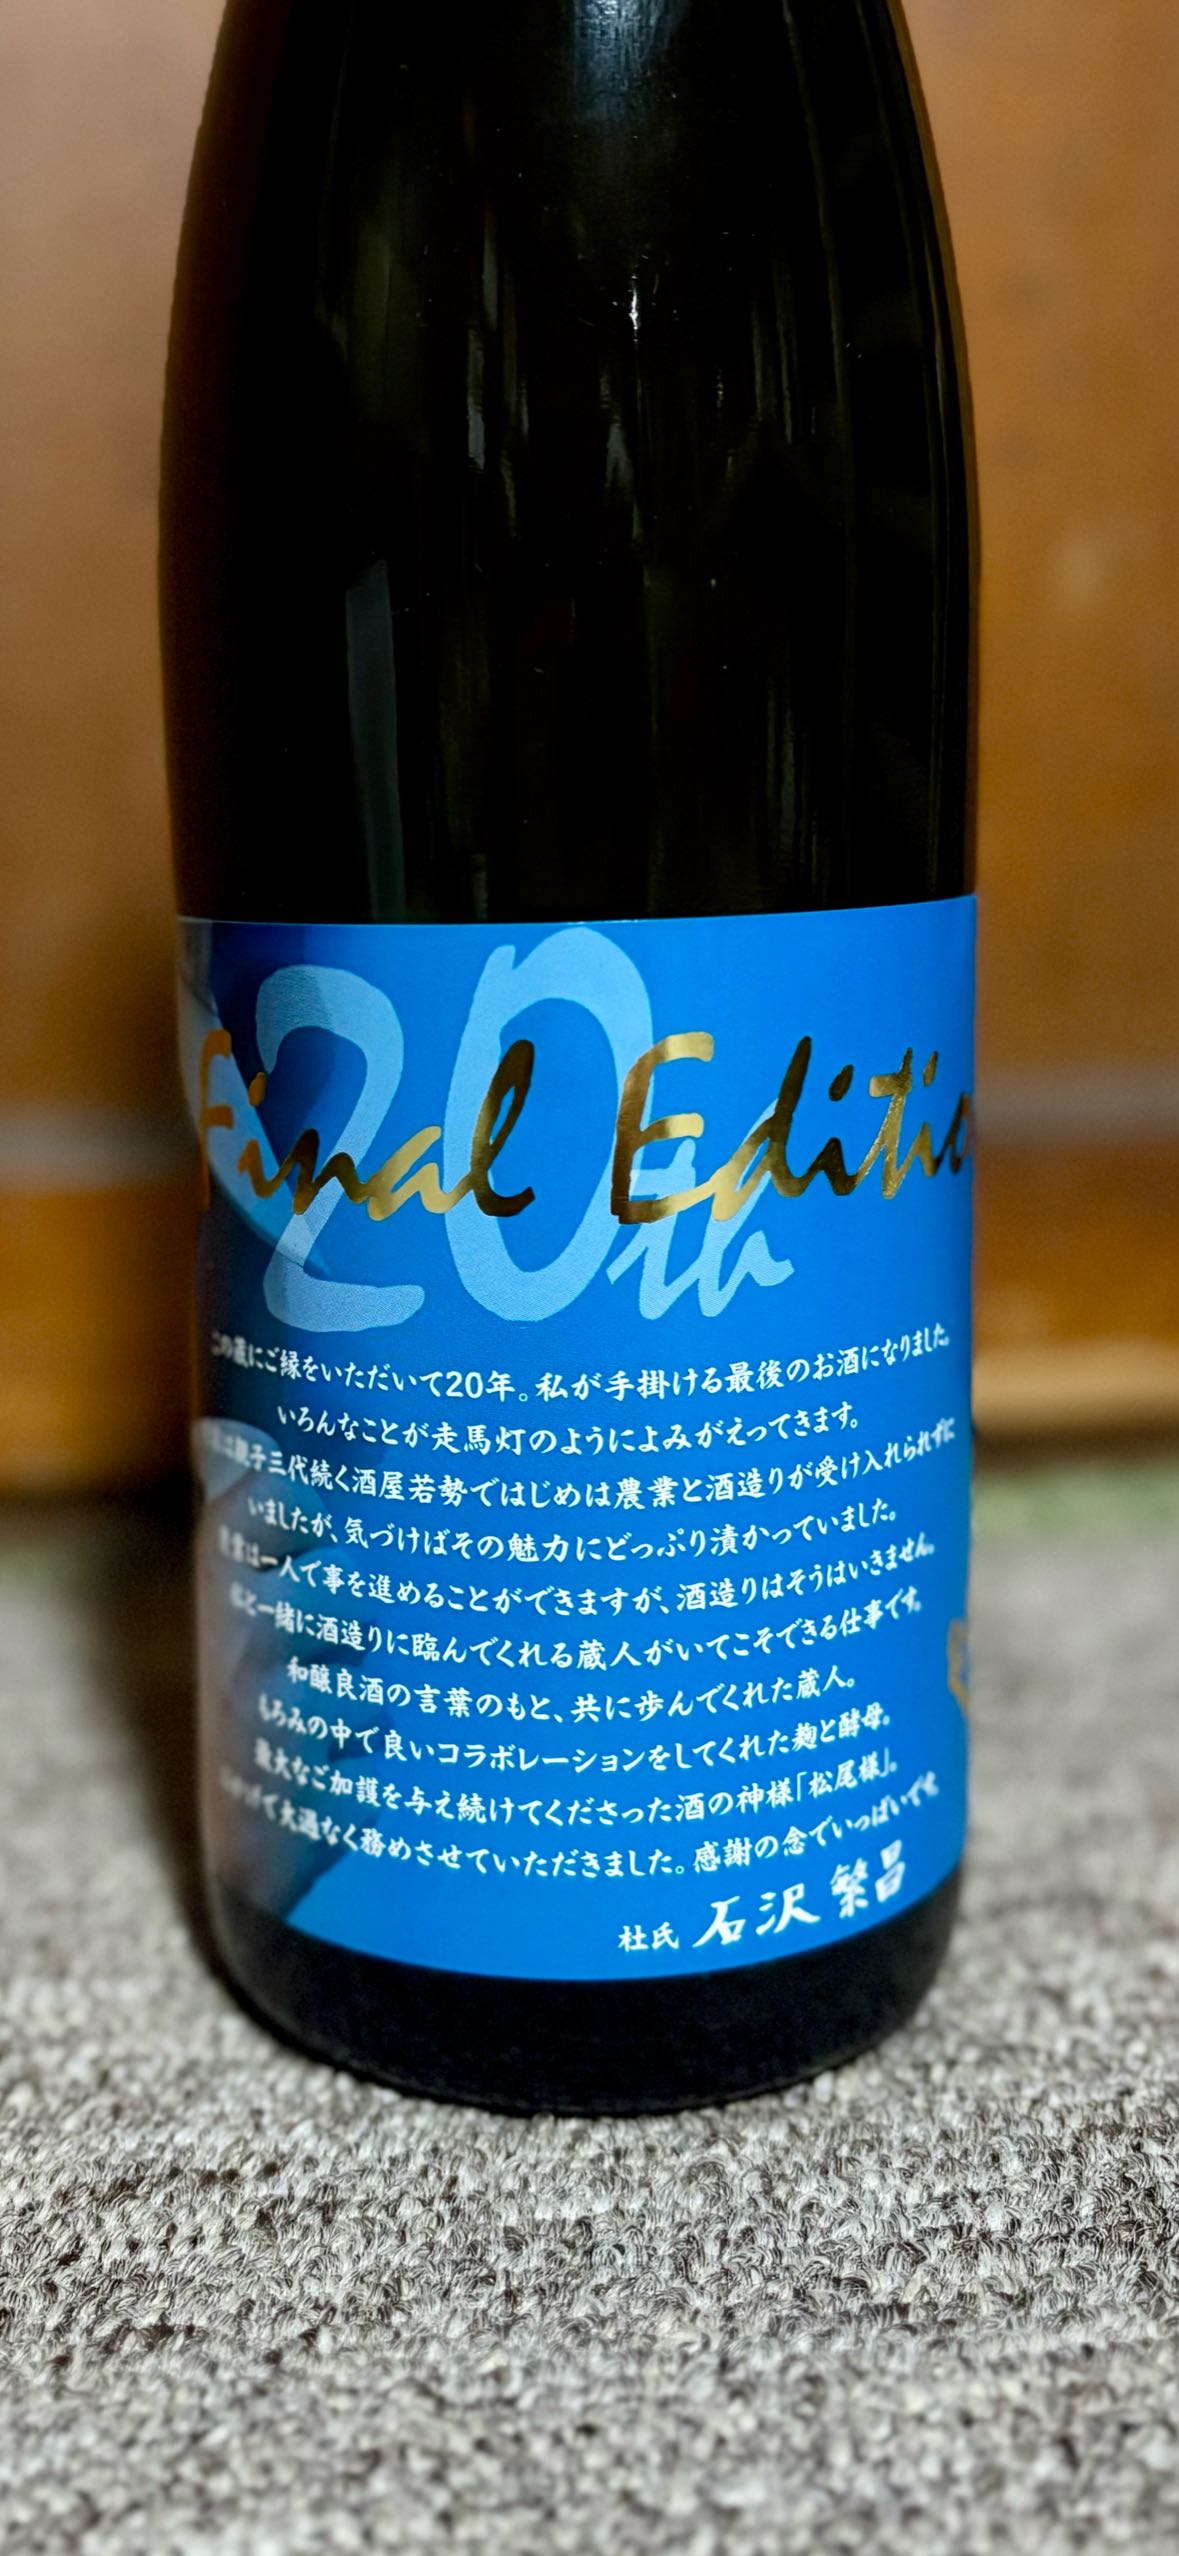 20th
Final Editio
この蔵にご縁をいただいて20年。私が手掛ける最後のお酒になりました。
いろんなことが走馬灯のようによみがえってきます。
は親子三代続く酒屋若勢ではじめは農業と酒造りが受け入れられずに
いましたが、気づけばその魅力にどっぷり漬かっていました。
農業は一人で事を進めることができますが、酒造りはそうはいきません。
私と一緒に酒造りに臨んでくれる蔵人がいてこそできる仕事です。
和醸良酒の言葉のもと、共に歩んでくれた蔵人。
もろみの中で良いコラボレーションをしてくれた麹と酵母。
最大なご加護を与え続けてくださった酒の神様「松尾様」。
おかげで大過なく務めさせていただきました。感謝の念でいっぱいです
杜氏 石沢 繁昌